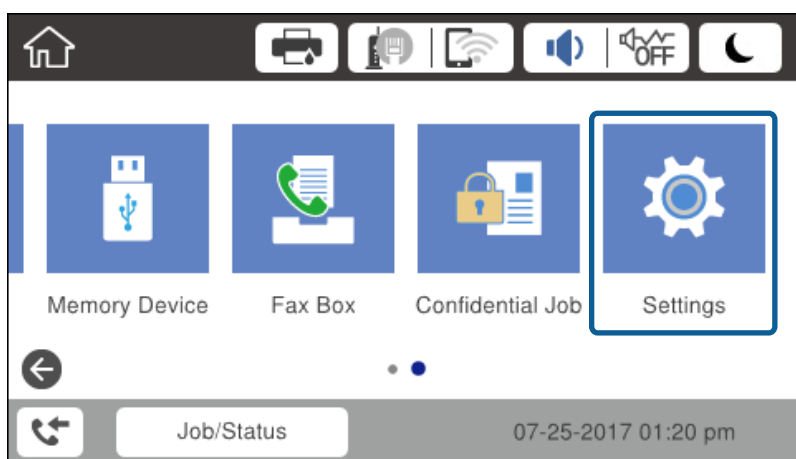 OFF
Memory Device
Fax Box
Confidential Job
Settings
Job/Status
07-25-2017 01:20 pm